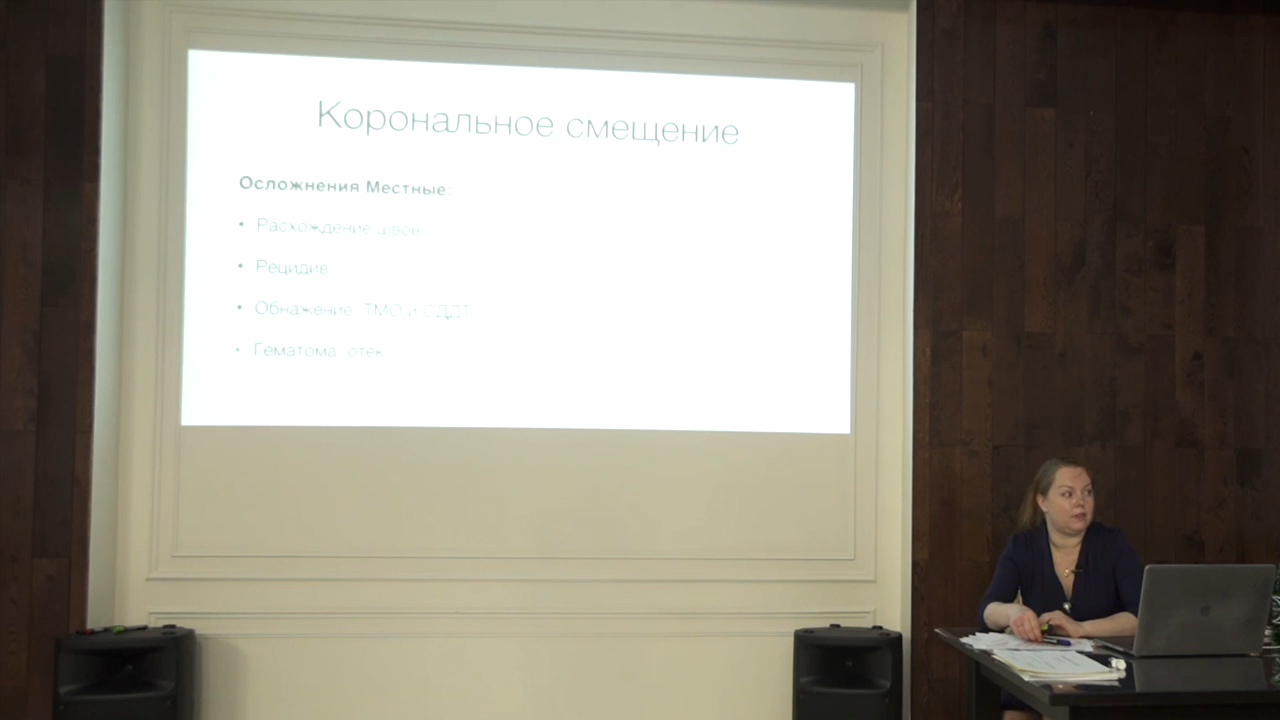 Корональное смещение
Осложнения Местные:
• Расхождение швов
• Рецидив
• Обнажение ТМО и СДДТ
• Гематома, отек